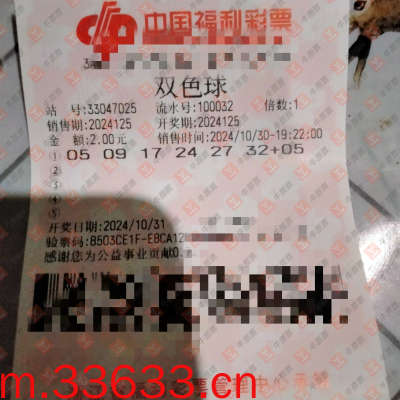 中国福利彩票
双色球
站 号:33047025 流水号:100032 倍数:1
销售期:2024125 开奖期:2024125
金 额:2.00元 销售时间:2024/10/30-19:22:00
① 05 09 17 24 27 32+05
②
③
④
⑤
开奖日期:2024/10/31
验票码:8503CE1F-E8CA12
感谢您为公益事业贡献0.
m.33633.cn